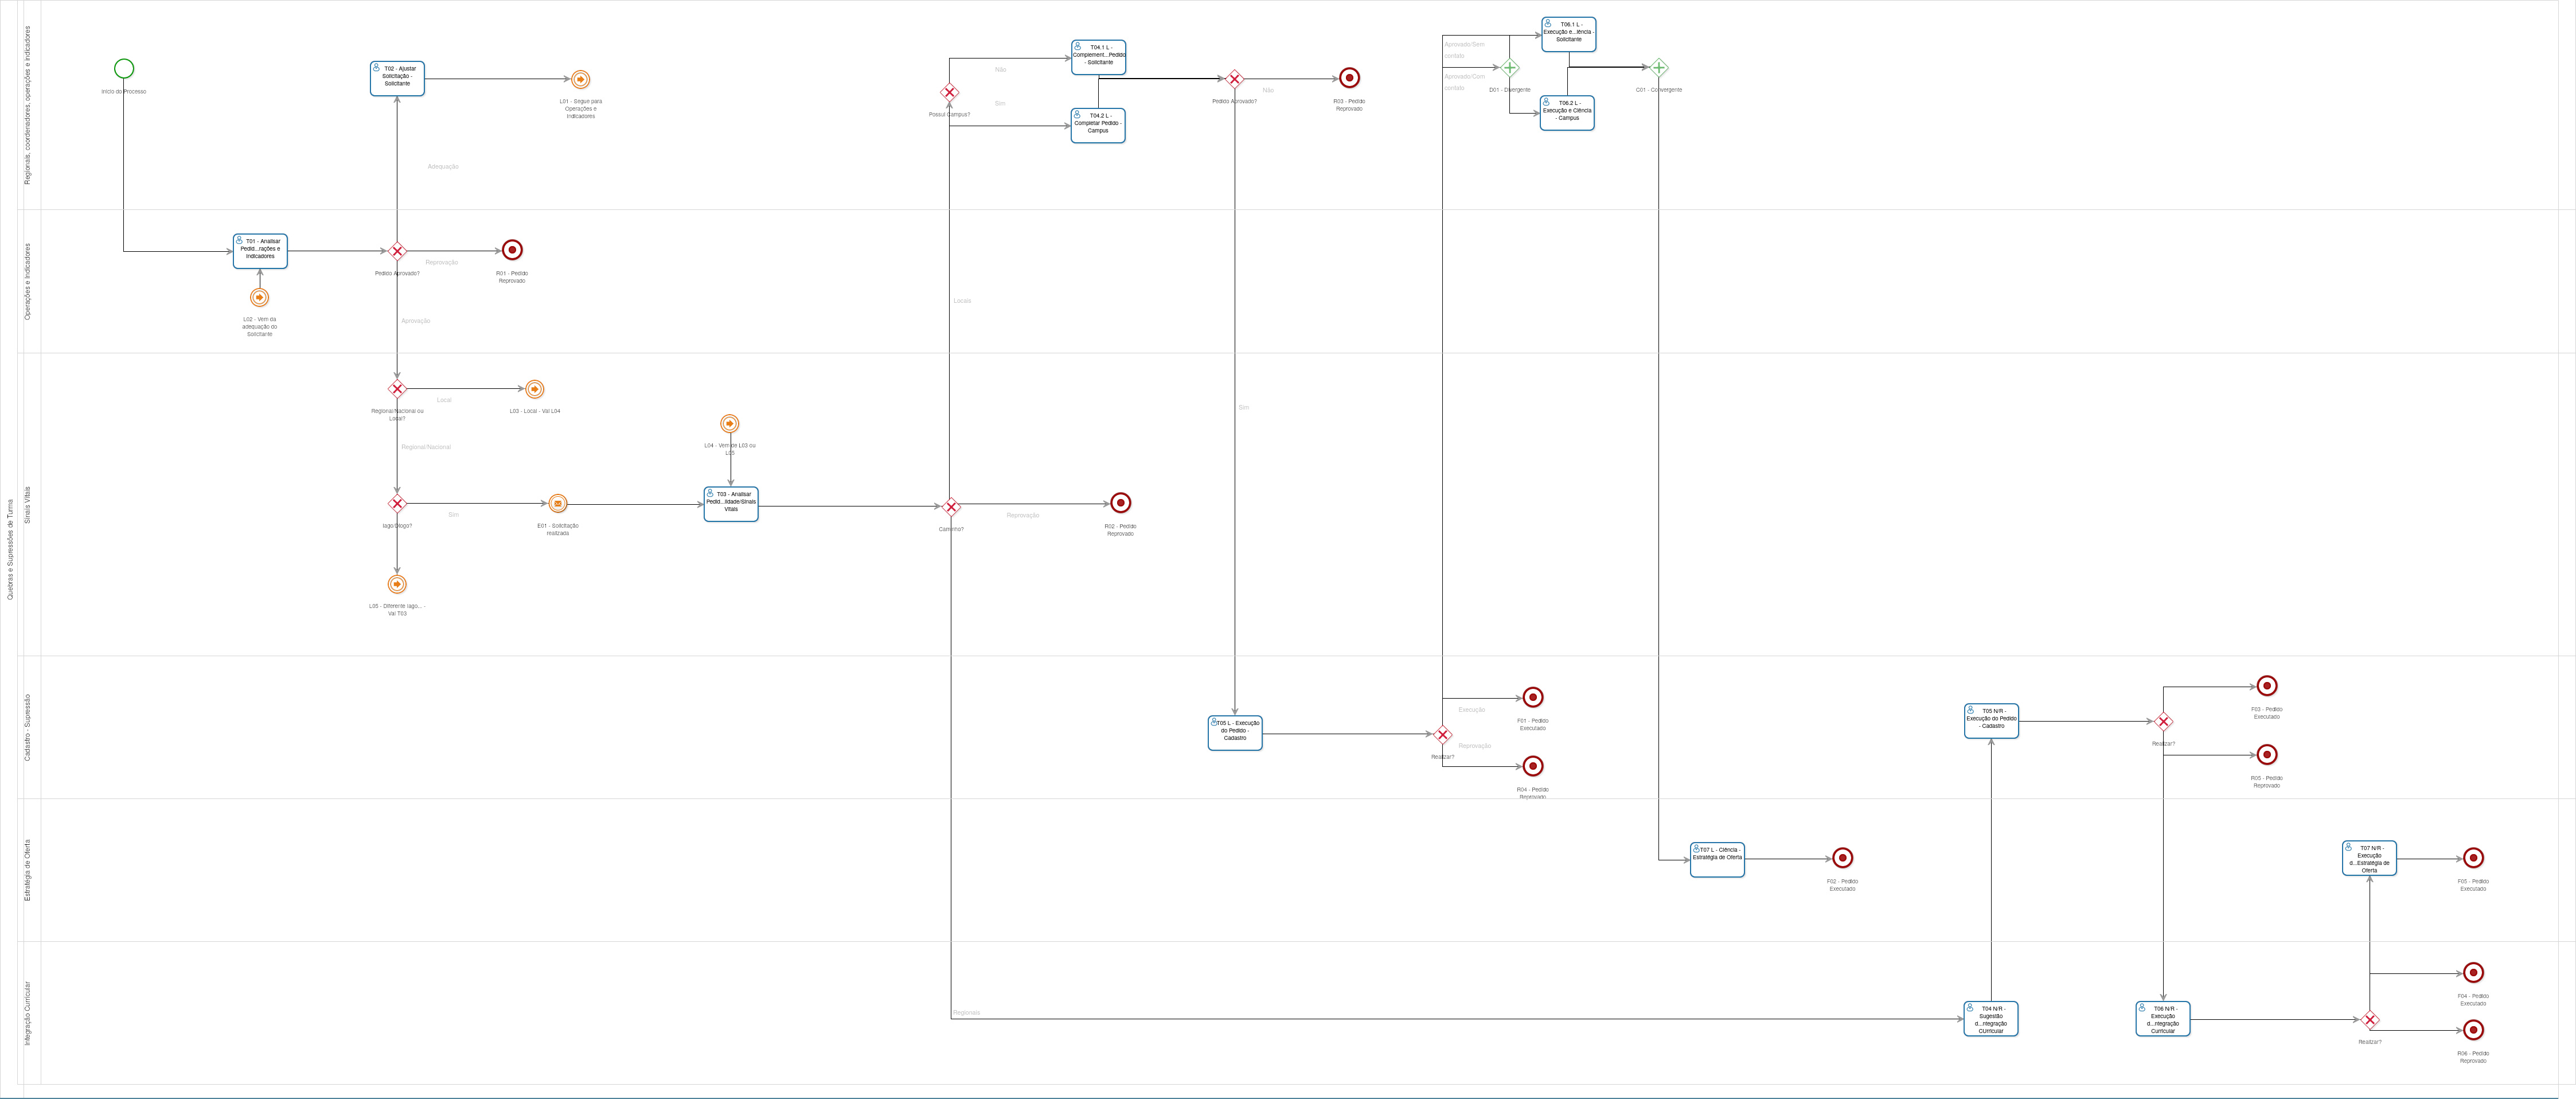 Quebras e Supressões de Turma
Regionais, coordenadores, operações e indicadores
Início do Processo
T02 - Ajustar
Solicitação -
Solicitante
L01 - Segue para
Operações e
Indicadores
Adequação
Possui Campus?
Não
Sim
T04.1 L -
Complement...Pedido
- Solicitante
T04.2 L -
Completar Pedido -
Campus
Pedido Aprovado?
Não
R03 - Pedido
Reprovado
Aprovado/Sem
contato
Aprovado/Com
contato
D01 - Divergente
T06.1 L -
Execução e...iência -
Solicitante
T06.2 L -
Execução e Ciência
- Campus
C01 - Convergente
Operações e Indicadores
T01 - Analisar
Pedid...rações e
Indicadores
L02 - Vem da
adequação do
Solicitante
Pedido Aprovado?
Reprovação
R01 - Pedido
Reprovado
Aprovação
Locais
Sinais Vitais
Regional/Nacional ou
Local?
Local
L03 - Local - Vai L04
Regional/Nacional
Iago/Diogo?
Sim
E01 - Solicitação
realizada
L05 - Diferente Iago... -
Vai T03
L04 - Vem de L03 ou
L05
T03 - Analisar
Pedid...lidade/Sinais
Vitais
Caminho?
Reprovação
R02 - Pedido
Reprovado
Sim
Cadastro - Supressão
T05 L - Execução
do Pedido -
Cadastro
Realizar?
Execução
F01 - Pedido
Executado
Reprovação
R04 - Pedido
Reprovado
T05 N/R -
Execução do Pedido
- Cadastro
Realizar?
F03 - Pedido
Executado
R05 - Pedido
Reprovado
Estratégia de Oferta
T07 L - Ciência -
Estratégia de Oferta
F02 - Pedido
Executado
T07 N/R -
Execução
d...Estratégia de
Oferta
F05 - Pedido
Executado
Integração Curricular
Regionais
T04 N/R -
Sugestão
d...ntegração
CUrricular
T06 N/R -
Execução
d...ntegração
Curricular
Realizar?
F04 - Pedido
Executado
R06 - Pedido
Reprovado